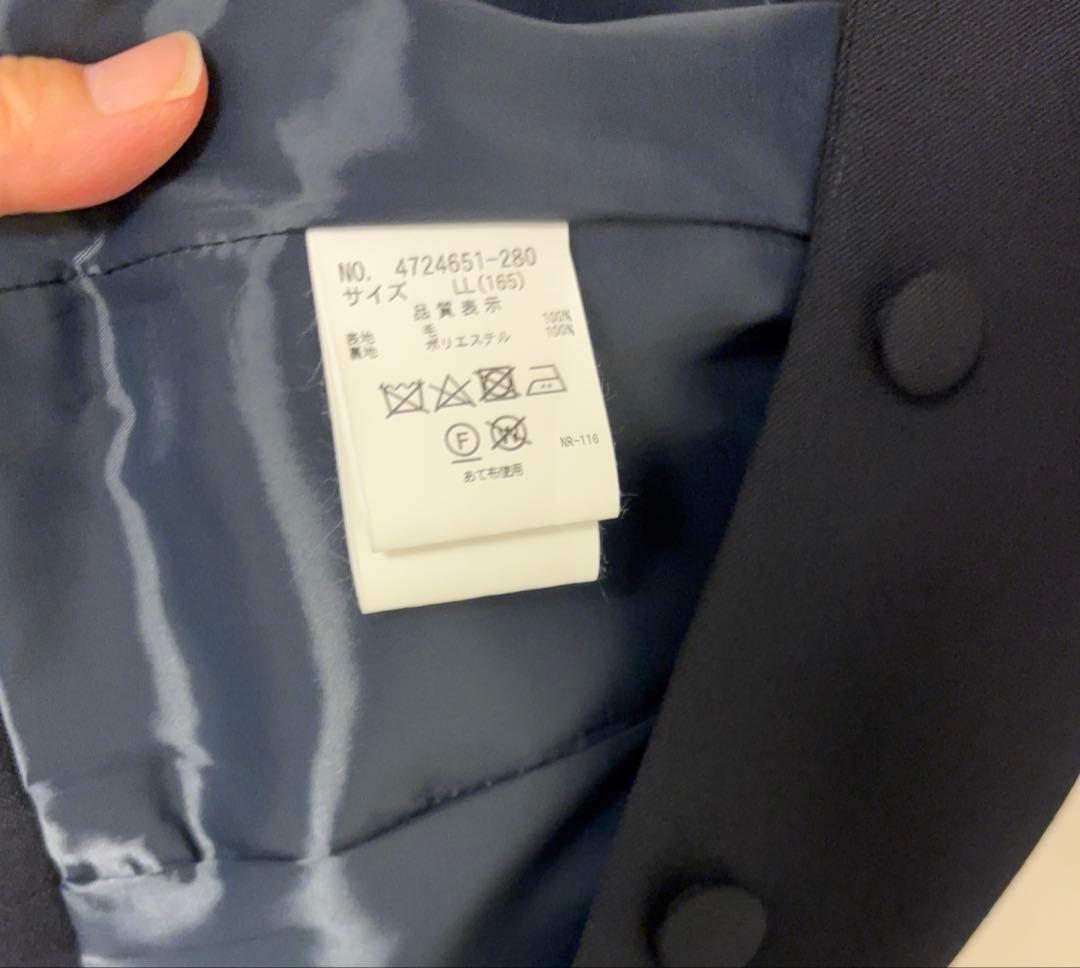 NO. 4724651-280
サイズ LL(165)
品質表示
表地 毛 100%
裏地 ポリエステル 100%
F W
NR-116
あて布使用